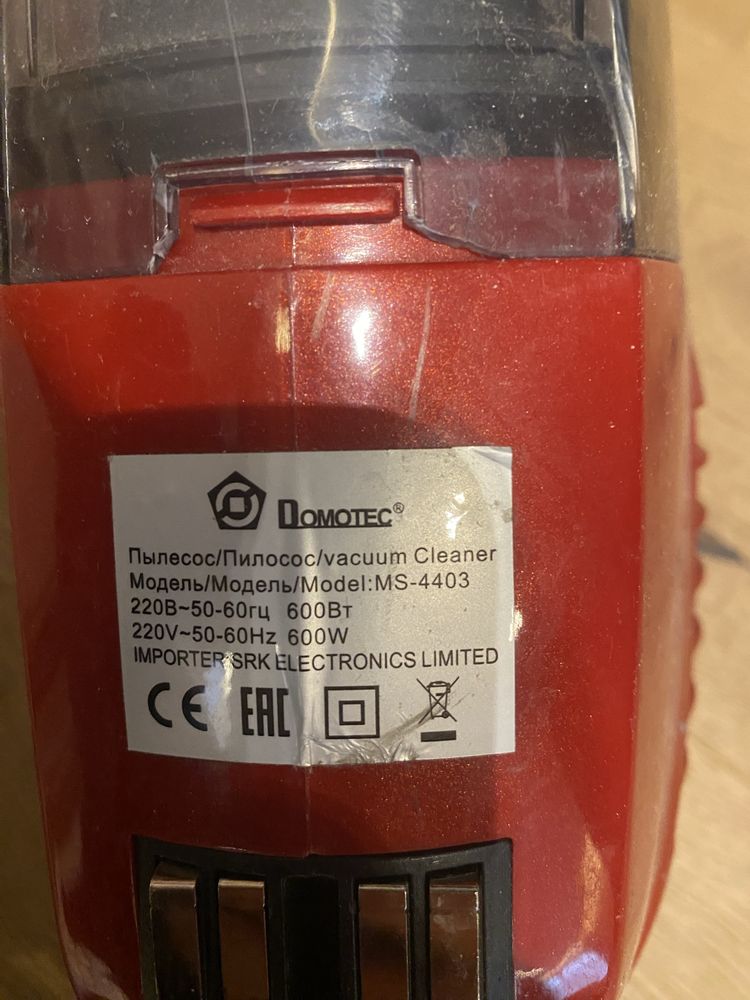 DOMOTEC®
Пылесос/Пилосос/vacuum Cleaner
Модель/Модель/Model:MS-4403
220В~50-60гц 600Вт
220V~50-60Hz 600W
IMPORTER:SRK ELECTRONICS LIMITED
CE EAC